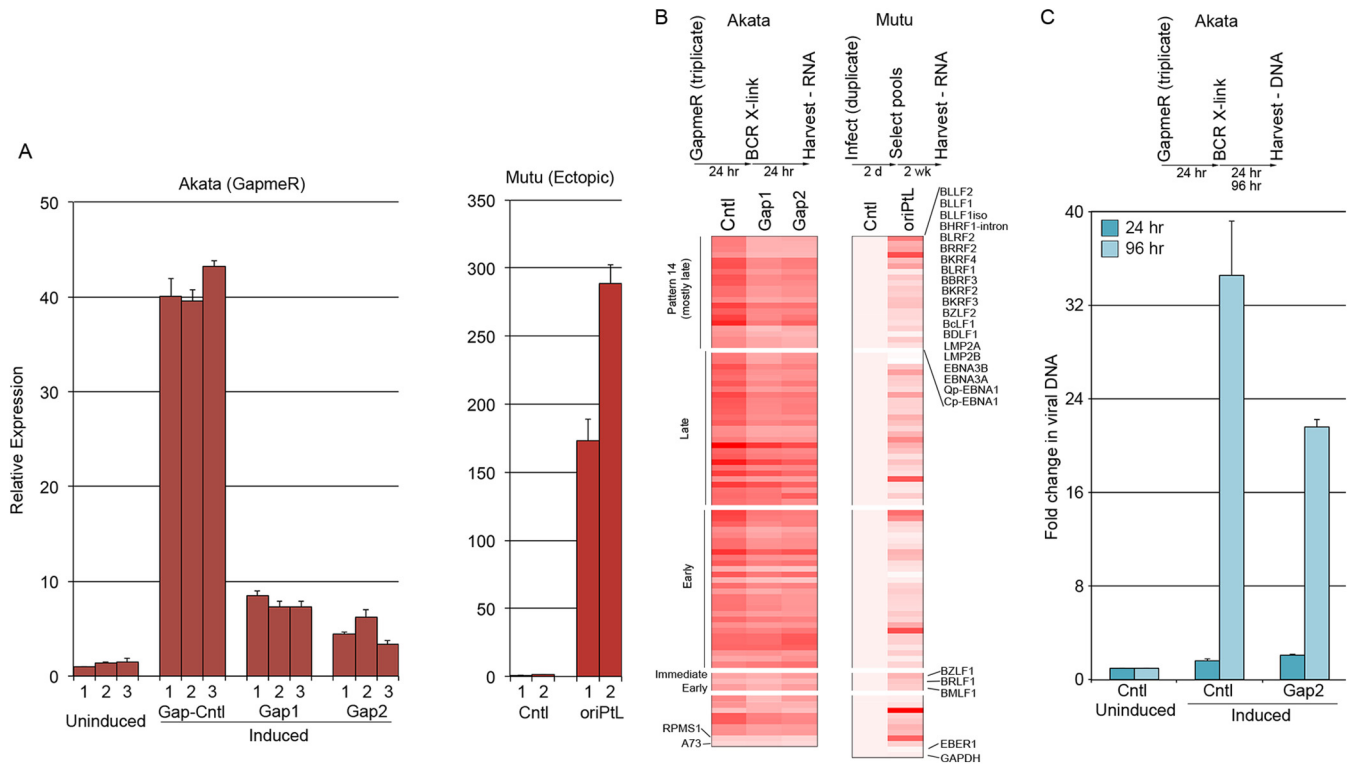 A
Akata (GapmeR)
Relative Expression
50
40
30
20
10
0
1 2 3
Uninduced
1 2 3
Gap-Cntl
1 2 3
Gap1
1 2 3
Gap2
Induced
Mutu (Ectopic)
350
300
250
200
150
100
50
0
1 2
Cntl
1 2
oriPtL
B
Akata
GapmeR (triplicate)
BCR X-link
Harvest - RNA
24 hr
24 hr
Cntl
Gap1
Gap2
Mutu
Infect (duplicate)
Select pools
Harvest - RNA
2 d
2 wk
Cntl
oriPtL
Pattern 14
(mostly late)
Late
Early
Immediate
Early
RPMS1
A73
BLLF2
BLLF1
BLLF1iso
BHRF1-intron
BLRF2
BRRF2
BKRF4
BLRF1
BBRF3
BKRF2
BKRF3
BZLF2
BcLF1
BDLF1
LMP2A
LMP2B
EBNA3B
EBNA3A
Qp-EBNA1
Cp-EBNA1
BZLF1
BRLF1
BMLF1
EBER1
GAPDH
C
Akata
GapmeR (triplicate)
BCR X-link
Harvest - DNA
24 hr
24 hr
96 hr
Fold change in viral DNA
40
32
24
16
8
0
24 hr
96 hr
Cntl
Uninduced
Cntl
Gap2
Induced